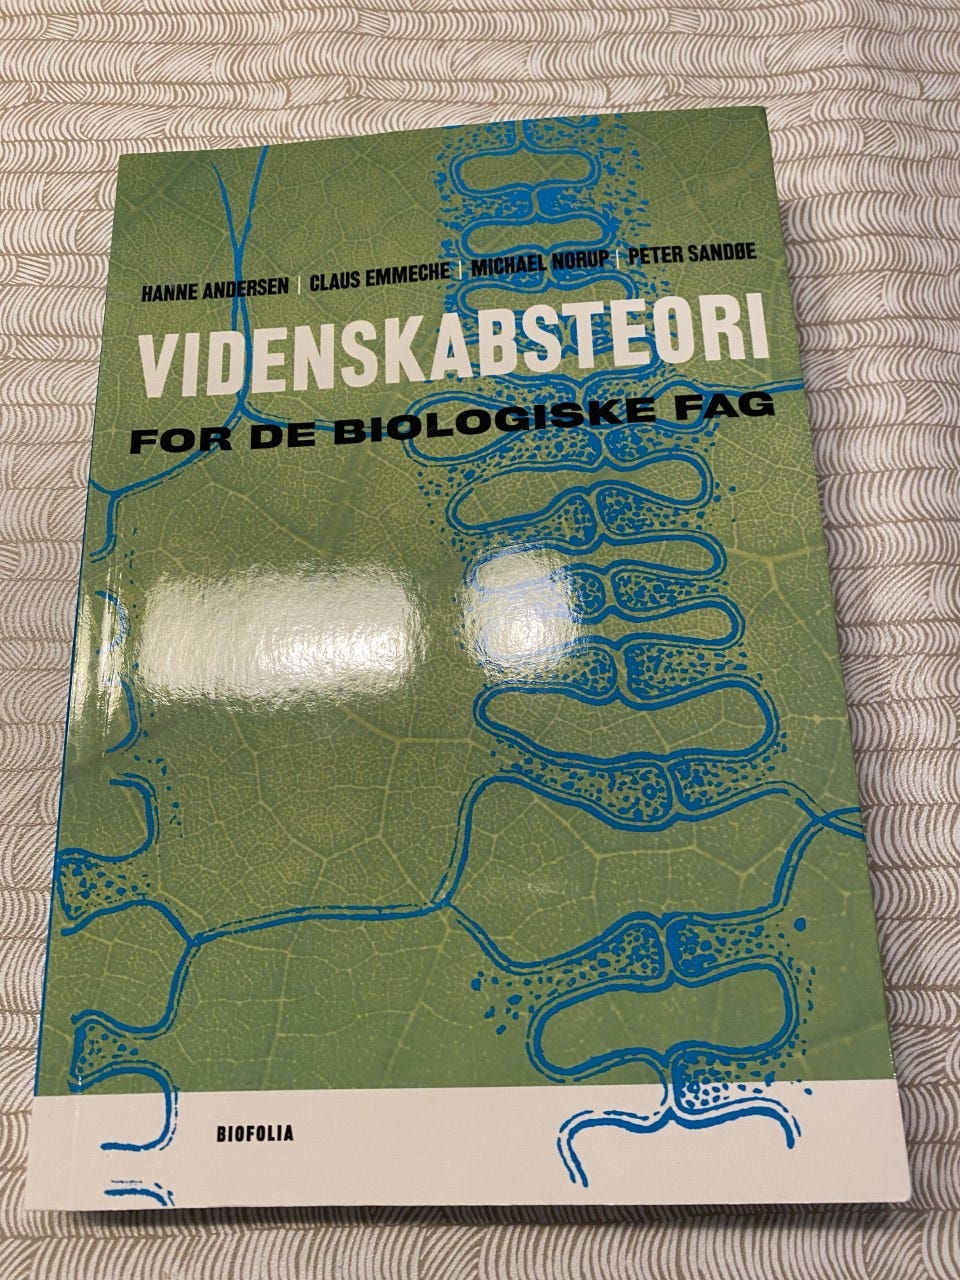 HANNE ANDERSEN | CLAUS EMMECHE | MICHAEL NORUP | PETER SANDØE
VIDENSKABSTEORI
FOR DE BIOLOGISKE FAG
BIOFOLIA